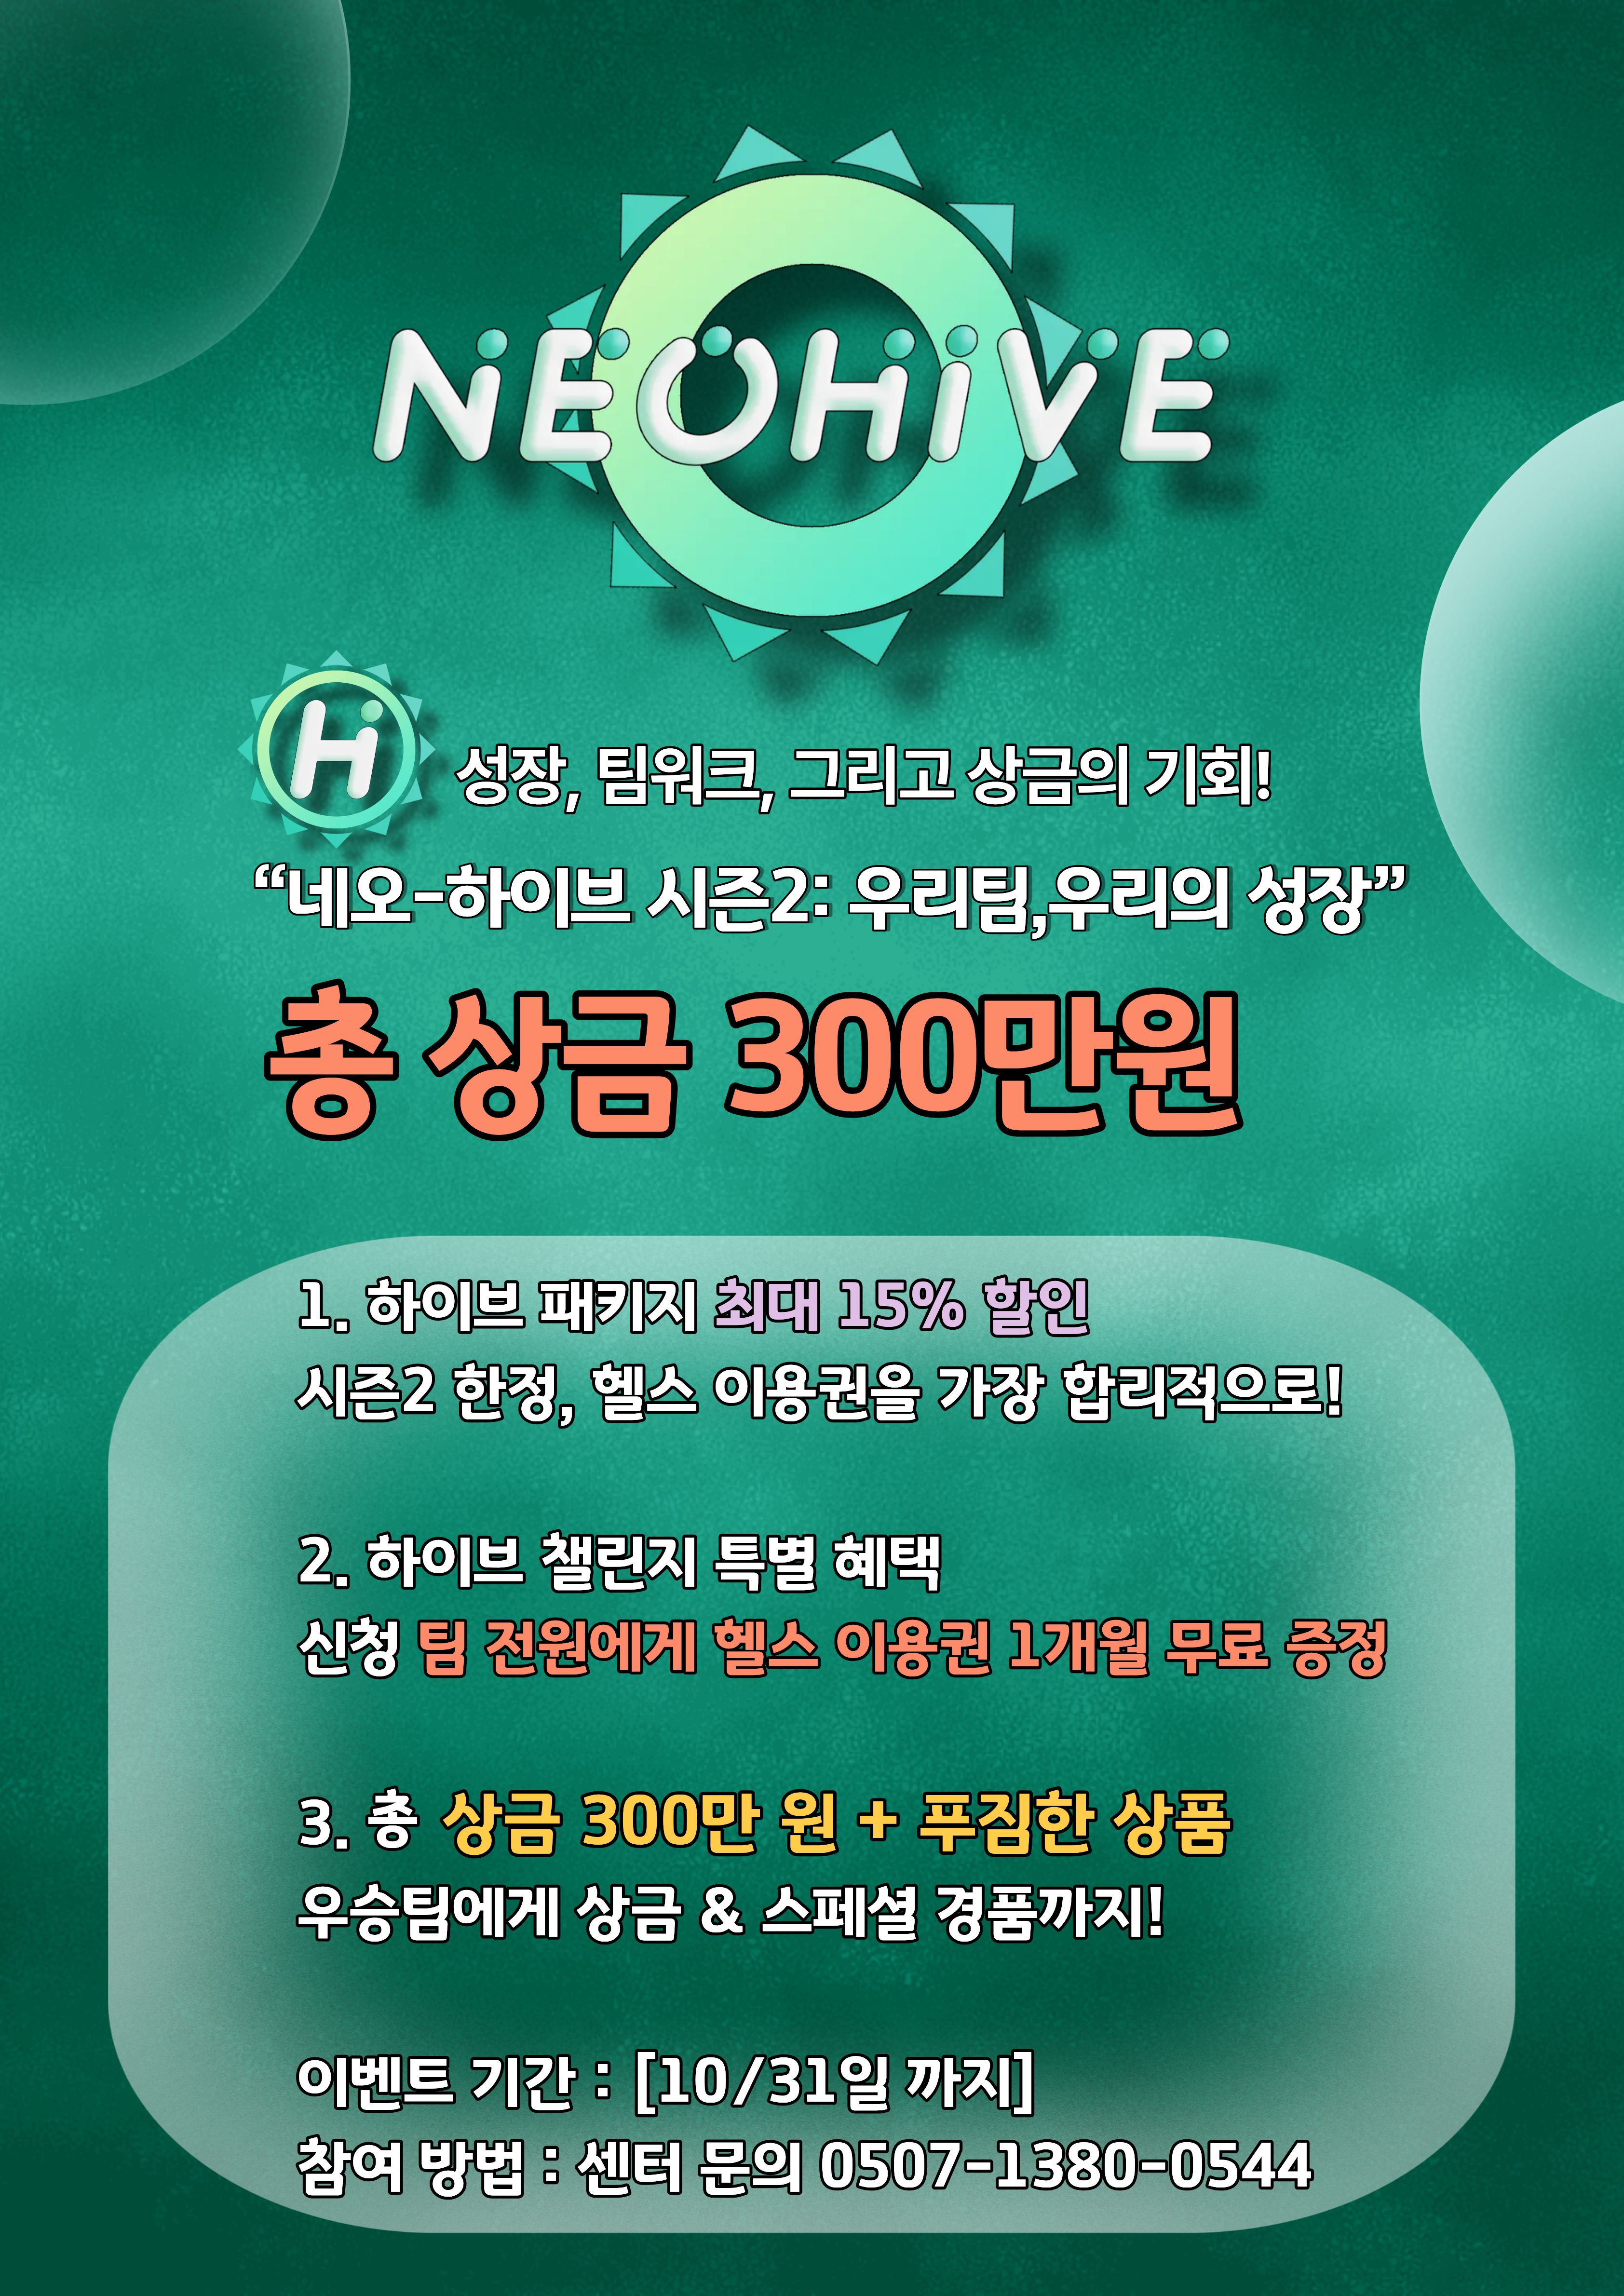 NEOHiVE
Hi
성장, 팀워크, 그리고 상금의 기회!
“네오-하이브 시즌2: 우리팀,우리의 성장”
총 상금 300만원
1. 하이브 패키지 최대 15% 할인
시즌2 한정, 헬스 이용권을 가장 합리적으로!
2. 하이브 챌린지 특별 혜택
신청 팀 전원에게 헬스 이용권 1개월 무료 증정
3. 총 상금 300만 원 + 푸짐한 상품
우승팀에게 상금 & 스페셜 경품까지!
이벤트 기간 : [10/31일 까지]
참여 방법 : 센터 문의 0507-1380-0544